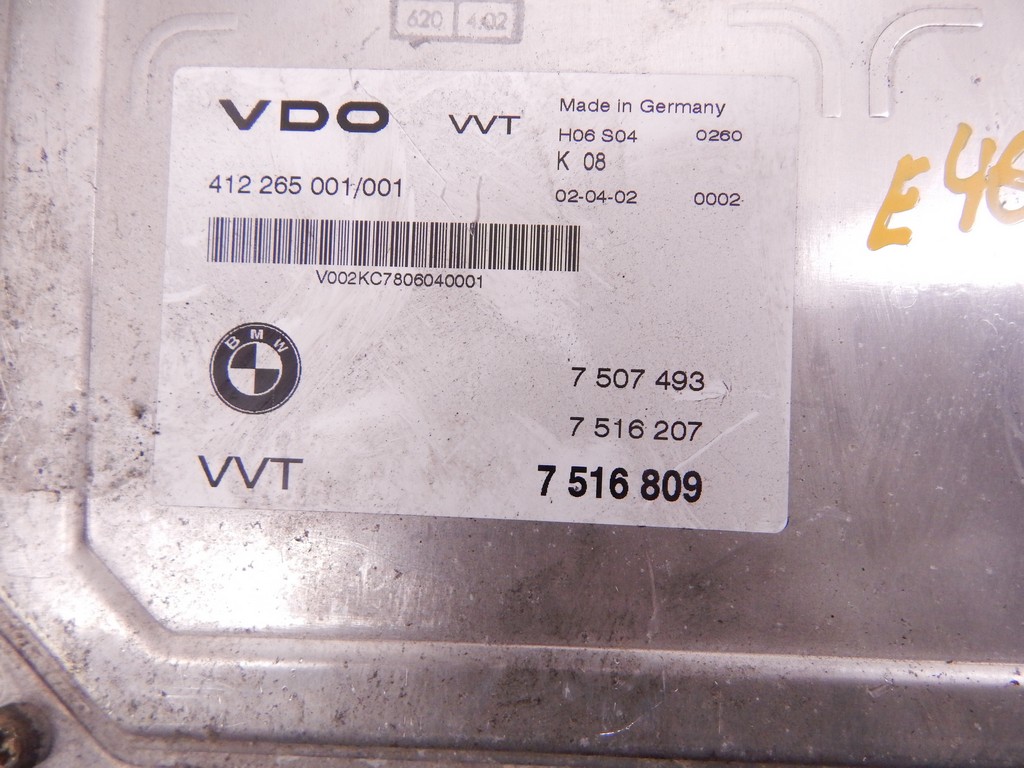 620 4.02
VDO VVT
Made in Germany
H06 S04 0260
K 08
412 265 001/001
02-04-02 0002
V002KC7806040001
BMW
7 507 493
7 516 207
VVT
7 516 809
E46